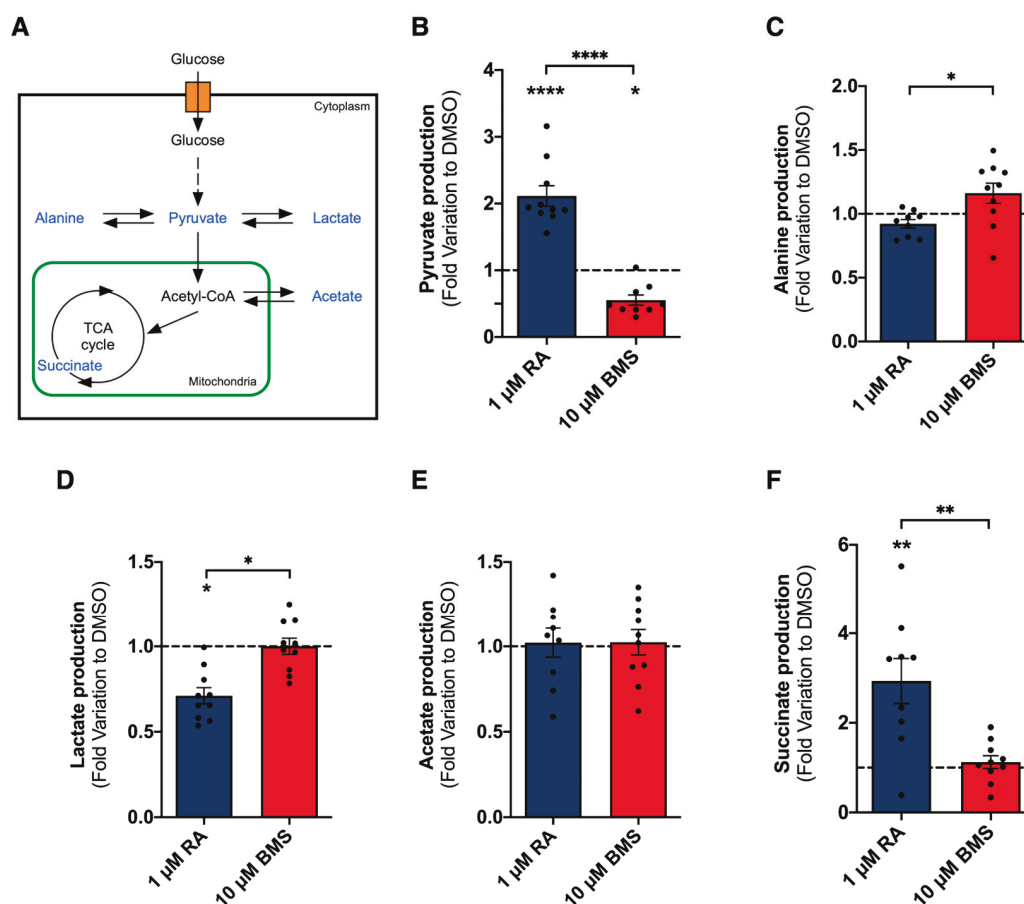 A
Glucose
Cytoplasm
Glucose
Alanine
Pyruvate
Lactate
Acetyl-CoA
Acetate
TCA
cycle
Succinate
Mitochondria
B
Pyruvate production
(Fold Variation to DMSO)
4
3
2
1
0
****
****
*
1 µM RA
10 µM BMS
C
Alanine production
(Fold Variation to DMSO)
2.0
1.5
1.0
0.5
0.0
*
1 µM RA
10 µM BMS
D
Lactate production
(Fold Variation to DMSO)
1.5
1.0
0.5
0.0
*
*
1 µM RA
10 µM BMS
E
Acetate production
(Fold Variation to DMSO)
1.5
1.0
0.5
0.0
1 µM RA
10 µM BMS
F
Succinate production
(Fold Variation to DMSO)
6
4
2
0
**
**
1 µM RA
10 µM BMS